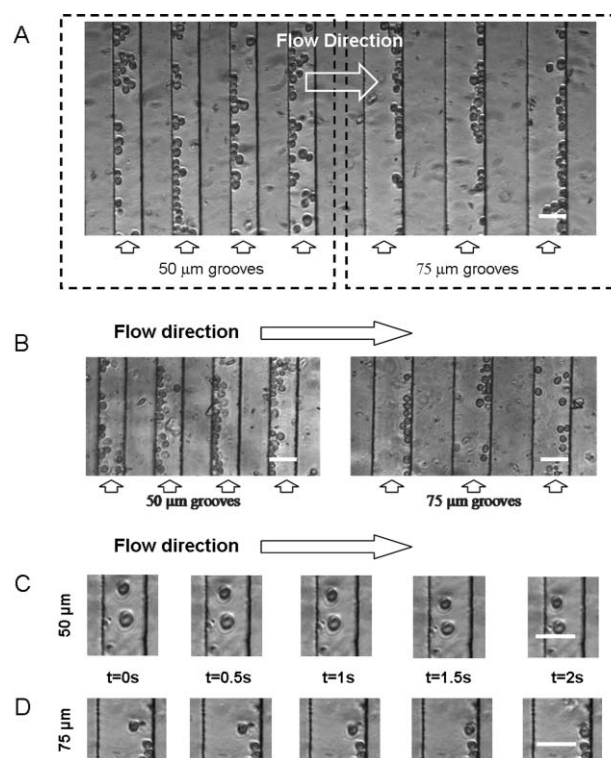 A
Flow Direction
50 μm grooves
75 μm grooves
Flow direction
B
50 μm grooves
75 μm grooves
Flow direction
C
50 μm
t=0s
t=0.5s
t=1s
t=1.5s
t=2s
D
75 μm